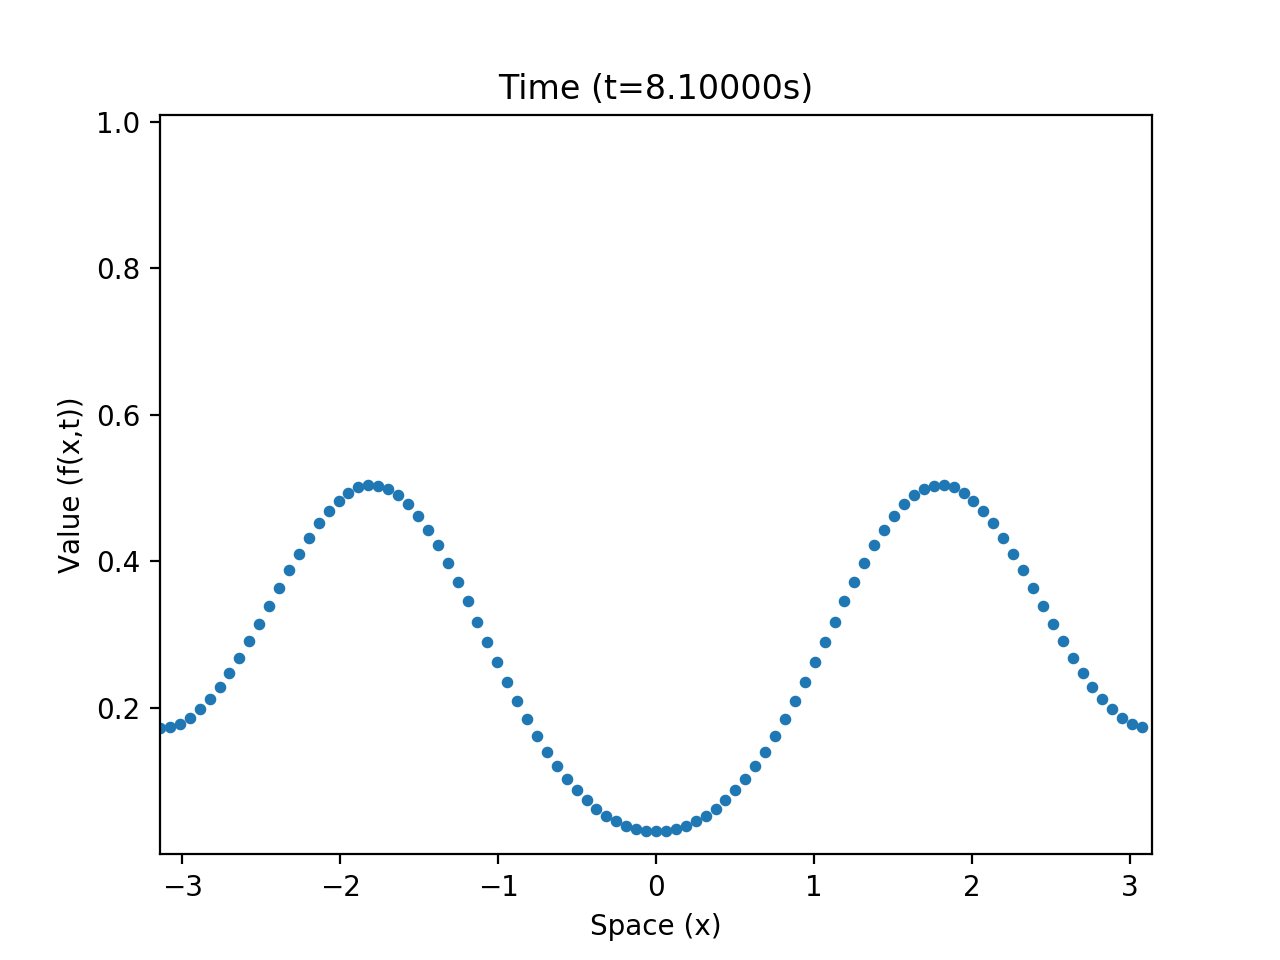 Time (t=8.10000s)
1.0
0.8
0.6
0.4
0.2
Value (f(x,t))
−3 −2 −1 0 1 2 3
Space (x)